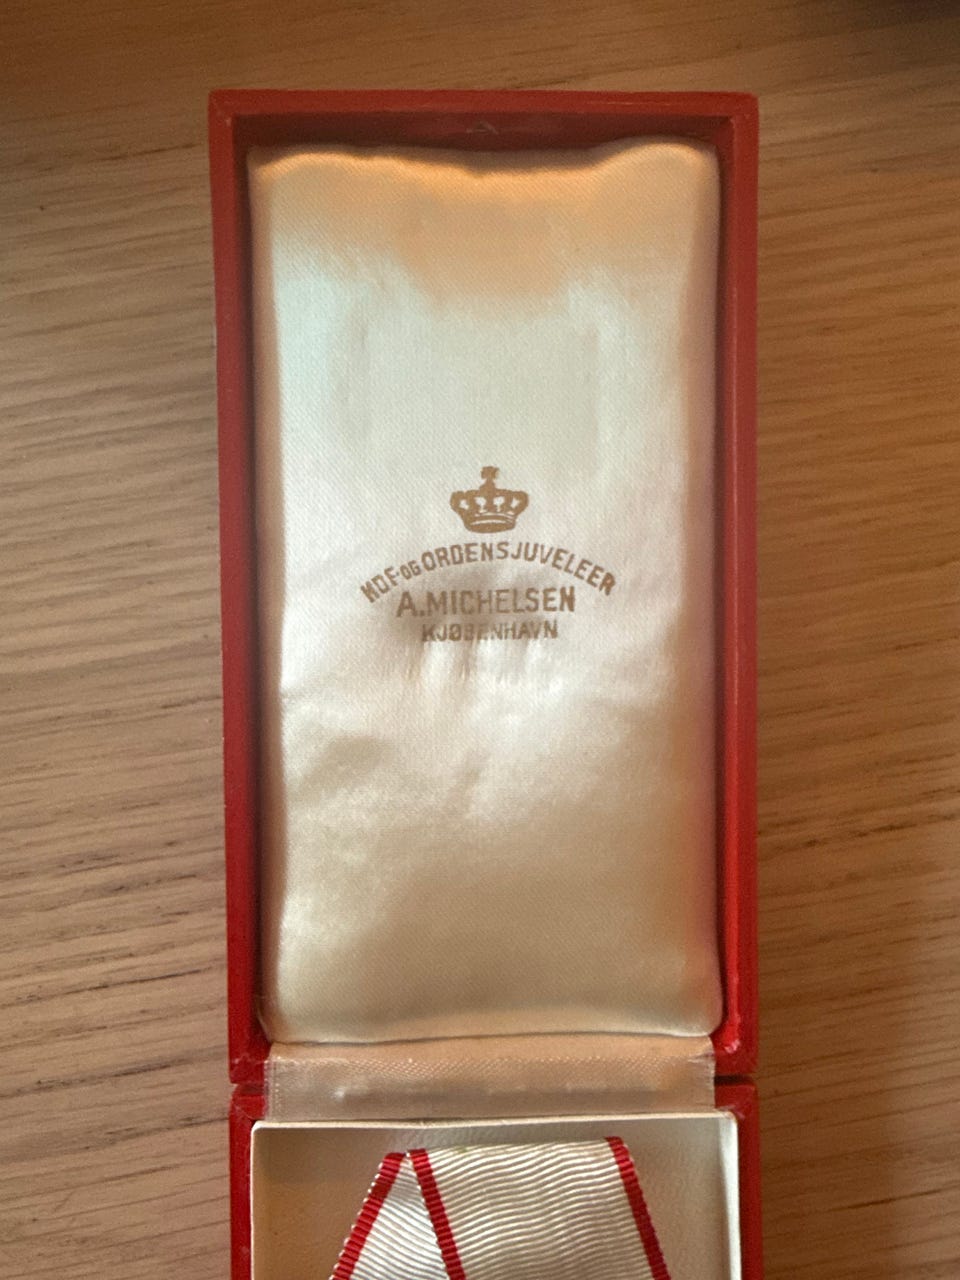 HOF- OG ORDENSJUVELEER
A. MICHELSEN
KJØBENHAVN